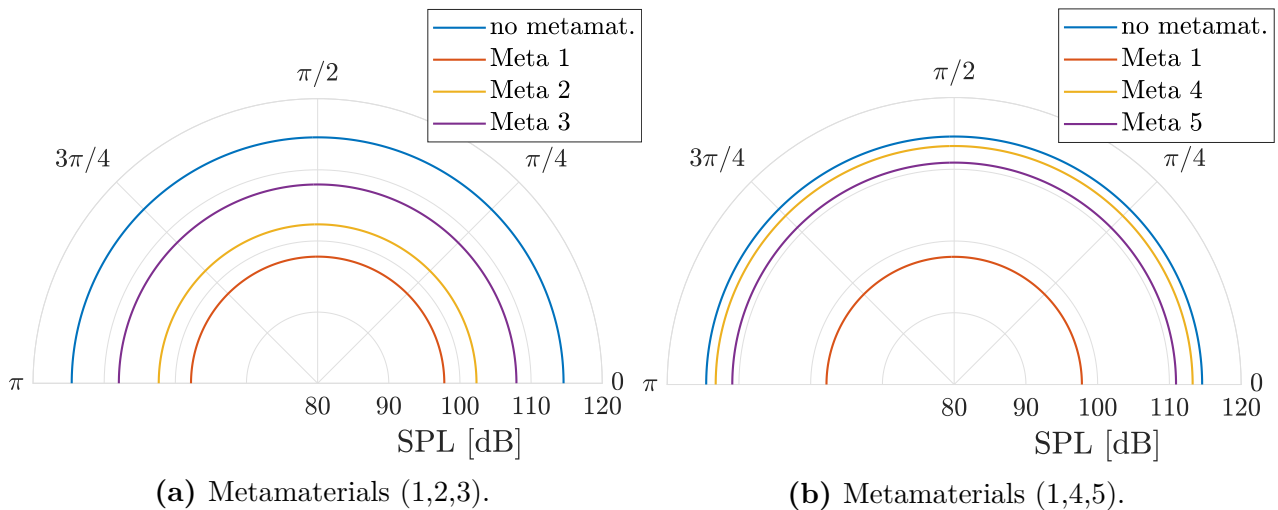 no metamat.
Meta 1
Meta 2
Meta 3
π/2
3π/4
π/4
π
0
80 90 100 110 120
SPL [dB]
(a) Metamaterials (1,2,3).
no metamat.
Meta 1
Meta 4
Meta 5
π/2
3π/4
π/4
π
0
80 90 100 110 120
SPL [dB]
(b) Metamaterials (1,4,5).